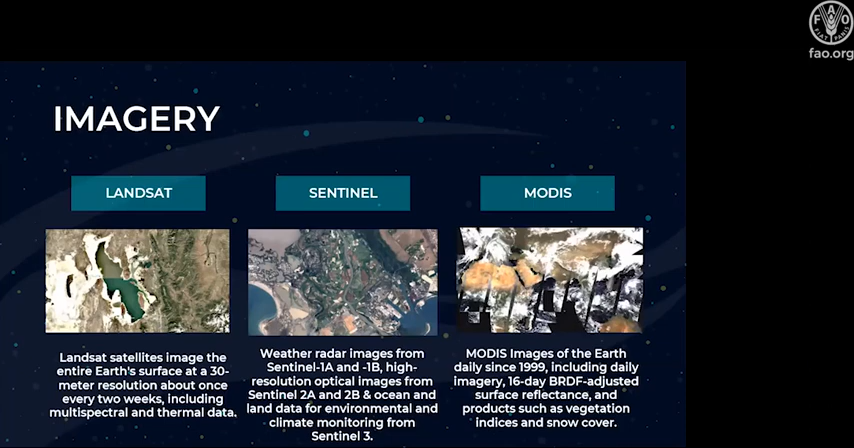 FAO
FIAT PANIS
fao.org
IMAGERY
LANDSAT
Landsat satellites image the
entire Earth's surface at a 30-
meter resolution about once
every two weeks, including
multispectral and thermal data.
SENTINEL
Weather radar images from
Sentinel-1A and -1B, high-
resolution optical images from
Sentinel 2A and 2B & ocean and
land data for environmental and
climate monitoring from
Sentinel 3.
MODIS
MODIS Images of the Earth
daily since 1999, including daily
imagery, 16-day BRDF-adjusted
surface reflectance, and
products such as vegetation
indices and snow cover.